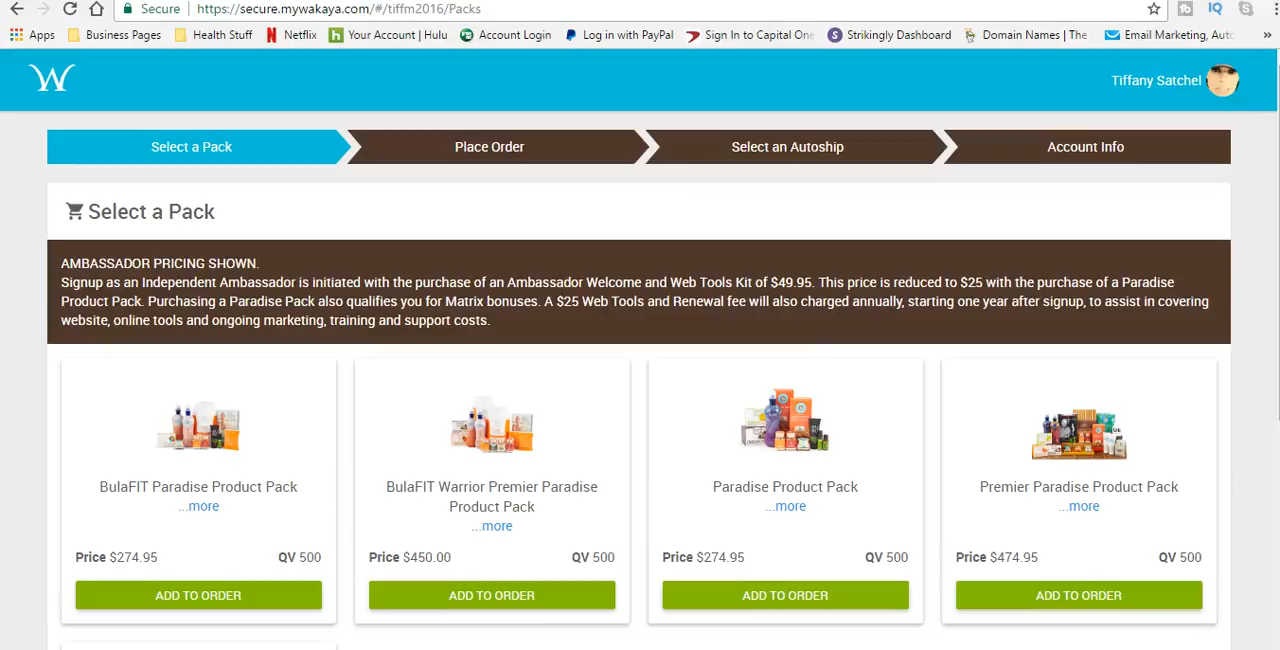 Secure https://secure.mywakaya.com/#/tiffm2016/Packs
Apps Business Pages Health Stuff Netflix Your Account | Hulu Account Login Log in with PayPal Sign In to Capital One Strikingly Dashboard Domain Names | The Email Marketing, Auto »
W Tiffany Satchel
Select a Pack Place Order Select an Autoship Account Info
Select a Pack
AMBASSADOR PRICING SHOWN.
Signup as an Independent Ambassador is initiated with the purchase of an Ambassador Welcome and Web Tools Kit of $49.95. This price is reduced to $25 with the purchase of a Paradise
Product Pack. Purchasing a Paradise Pack also qualifies you for Matrix bonuses. A $25 Web Tools and Renewal fee will also charged annually, starting one year after signup, to assist in covering
website, online tools and ongoing marketing, training and support costs.
BulaFIT Paradise Product Pack
...more
Price $274.95 QV 500
ADD TO ORDER
BulaFIT Warrior Premier Paradise
Product Pack
...more
Price $450.00 QV 500
ADD TO ORDER
Paradise Product Pack
...more
Price $274.95 QV 500
ADD TO ORDER
Premier Paradise Product Pack
...more
Price $474.95 QV 500
ADD TO ORDER